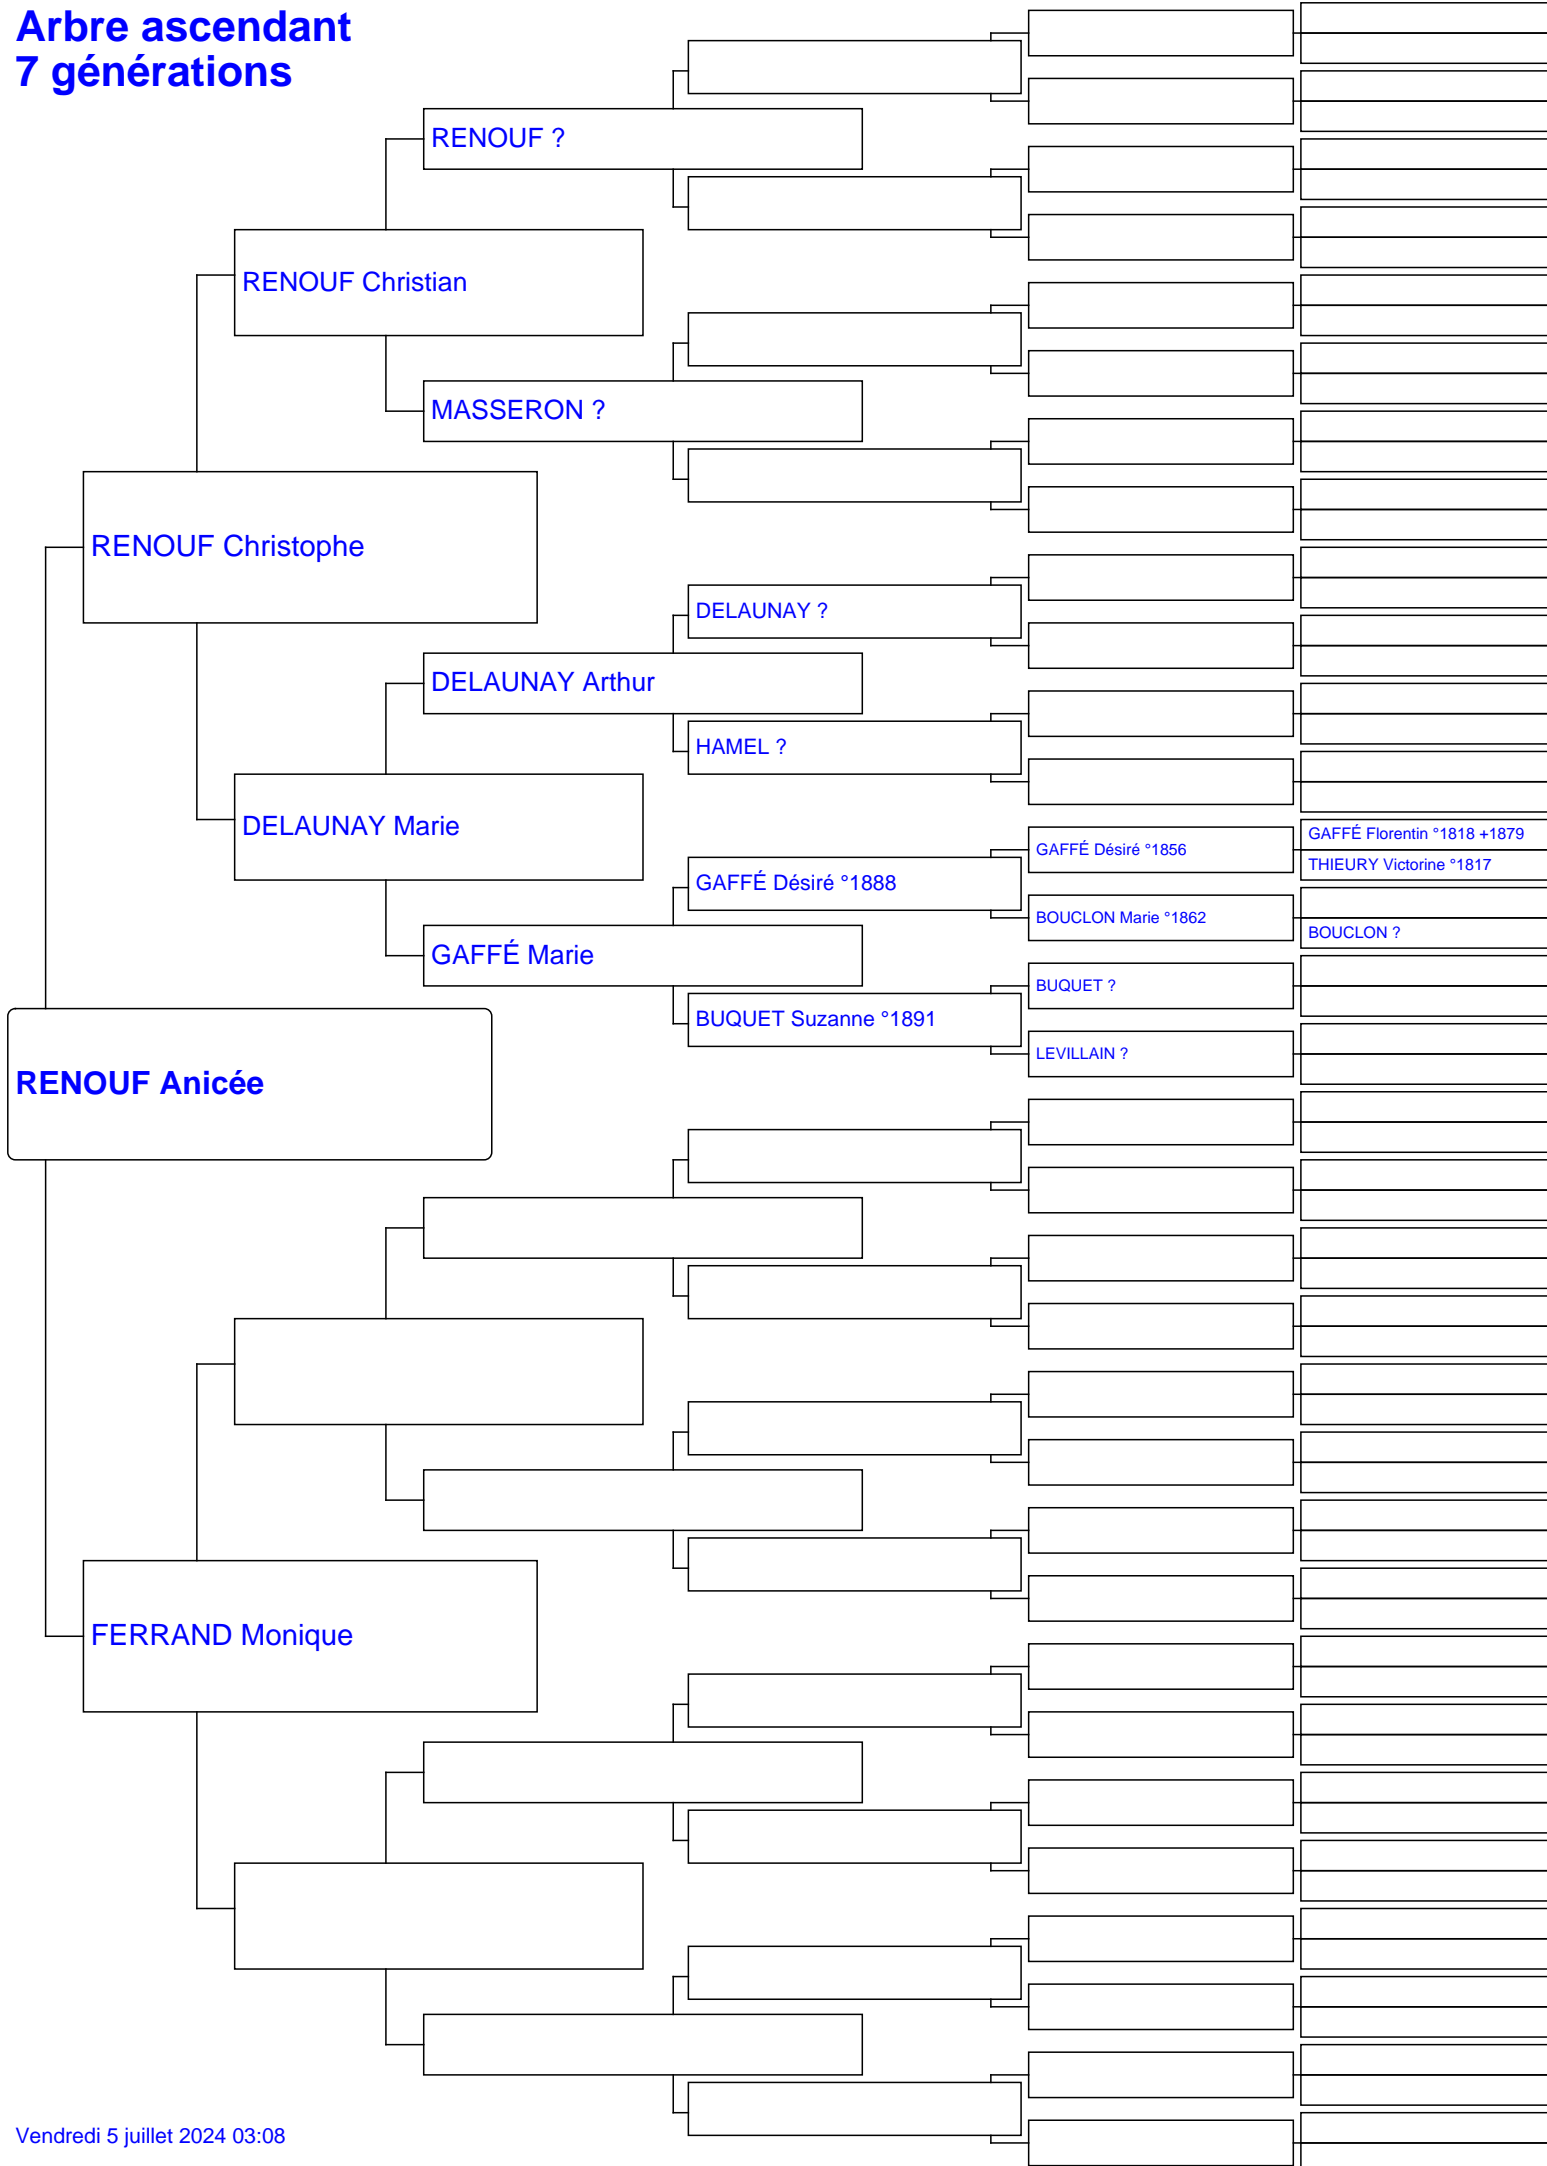 Arbre ascendant
7 générations
RENOUF ?
RENOUF Christian
MASSERON ?
RENOUF Christophe
DELAUNAY ?
DELAUNAY Arthur
HAMEL ?
DELAUNAY Marie
GAFFÉ Florentin °1818 +1879
GAFFÉ Désiré °1856
THIEURY Victorine °1817
GAFFÉ Désiré °1888
BOUCLON Marie °1862
BOUCLON ?
GAFFÉ Marie
BUQUET ?
BUQUET Suzanne °1891
LEVILLAIN ?
RENOUF Anicée
FERRAND Monique
Vendredi 5 juillet 2024 03:08